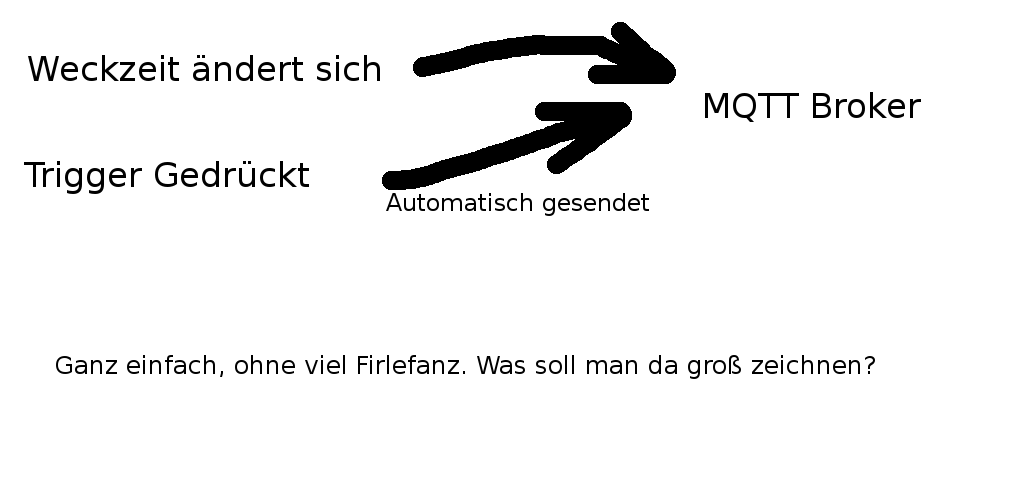 Weckzeit ändert sich
MQTT Broker
Trigger Gedrückt
Automatisch gesendet
Ganz einfach, ohne viel Firlefanz. Was soll man da groß zeichnen?